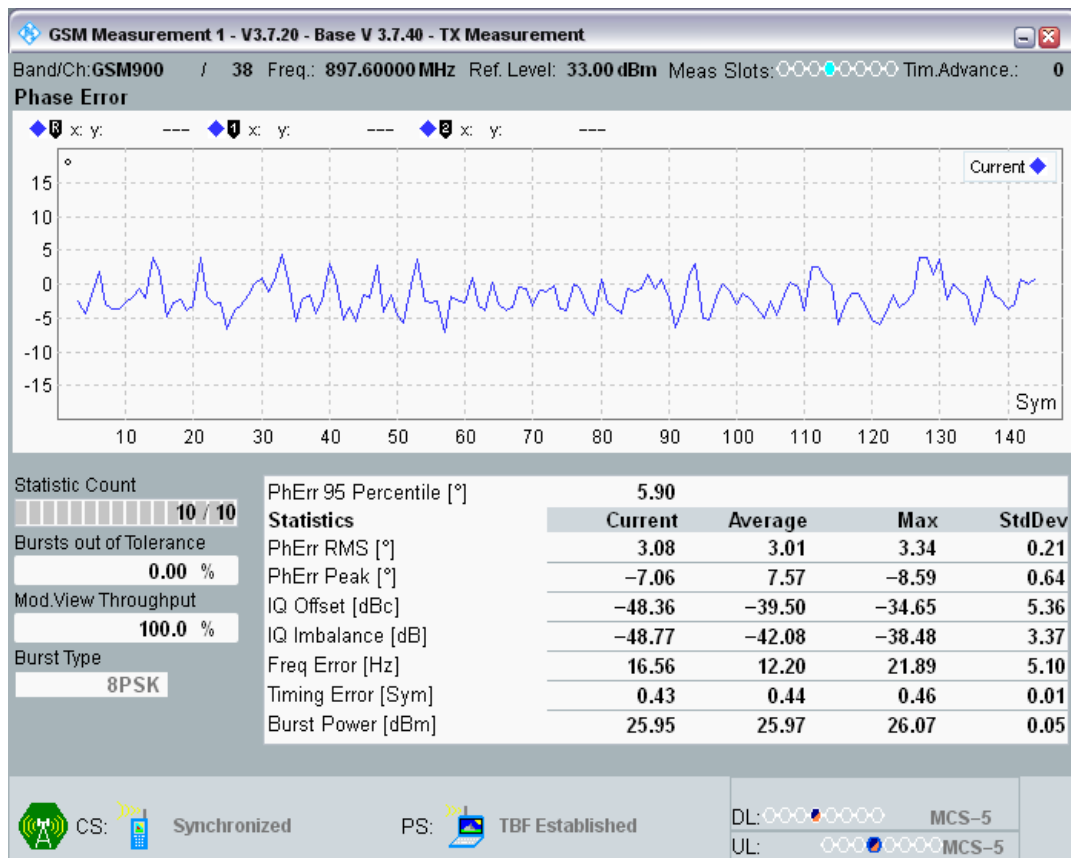 GSM Measurement 1 - V3.7.20 - Base V 3.7.40 - TX Measurement
Band/Ch:GSM900 / 38 Freq.: 897.60000 MHz Ref. Level: 33.00 dBm Meas Slots: Tim.Advance.: 0
Phase Error
R x: y: --- 1 x: y: --- 2 x: y: ---
°
Current
15
10
5
0
-5
-10
-15
Sym
10 20 30 40 50 60 70 80 90 100 110 120 130 140
Statistic Count
10 / 10
Bursts out of Tolerance
0.00 %
Mod.View Throughput
100.0 %
Burst Type
8PSK
PhErr 95 Percentile [°] 5.90
Statistics Current Average Max StdDev
PhErr RMS [°] 3.08 3.01 3.34 0.21
PhErr Peak [°] −7.06 7.57 −8.59 0.64
IQ Offset [dBc] −48.36 −39.50 −34.65 5.36
IQ Imbalance [dB] −48.77 −42.08 −38.48 3.37
Freq Error [Hz] 16.56 12.20 21.89 5.10
Timing Error [Sym] 0.43 0.44 0.46 0.01
Burst Power [dBm] 25.95 25.97 26.07 0.05
CS: Synchronized PS: TBF Established
DL: MCS−5
UL: MCS−5